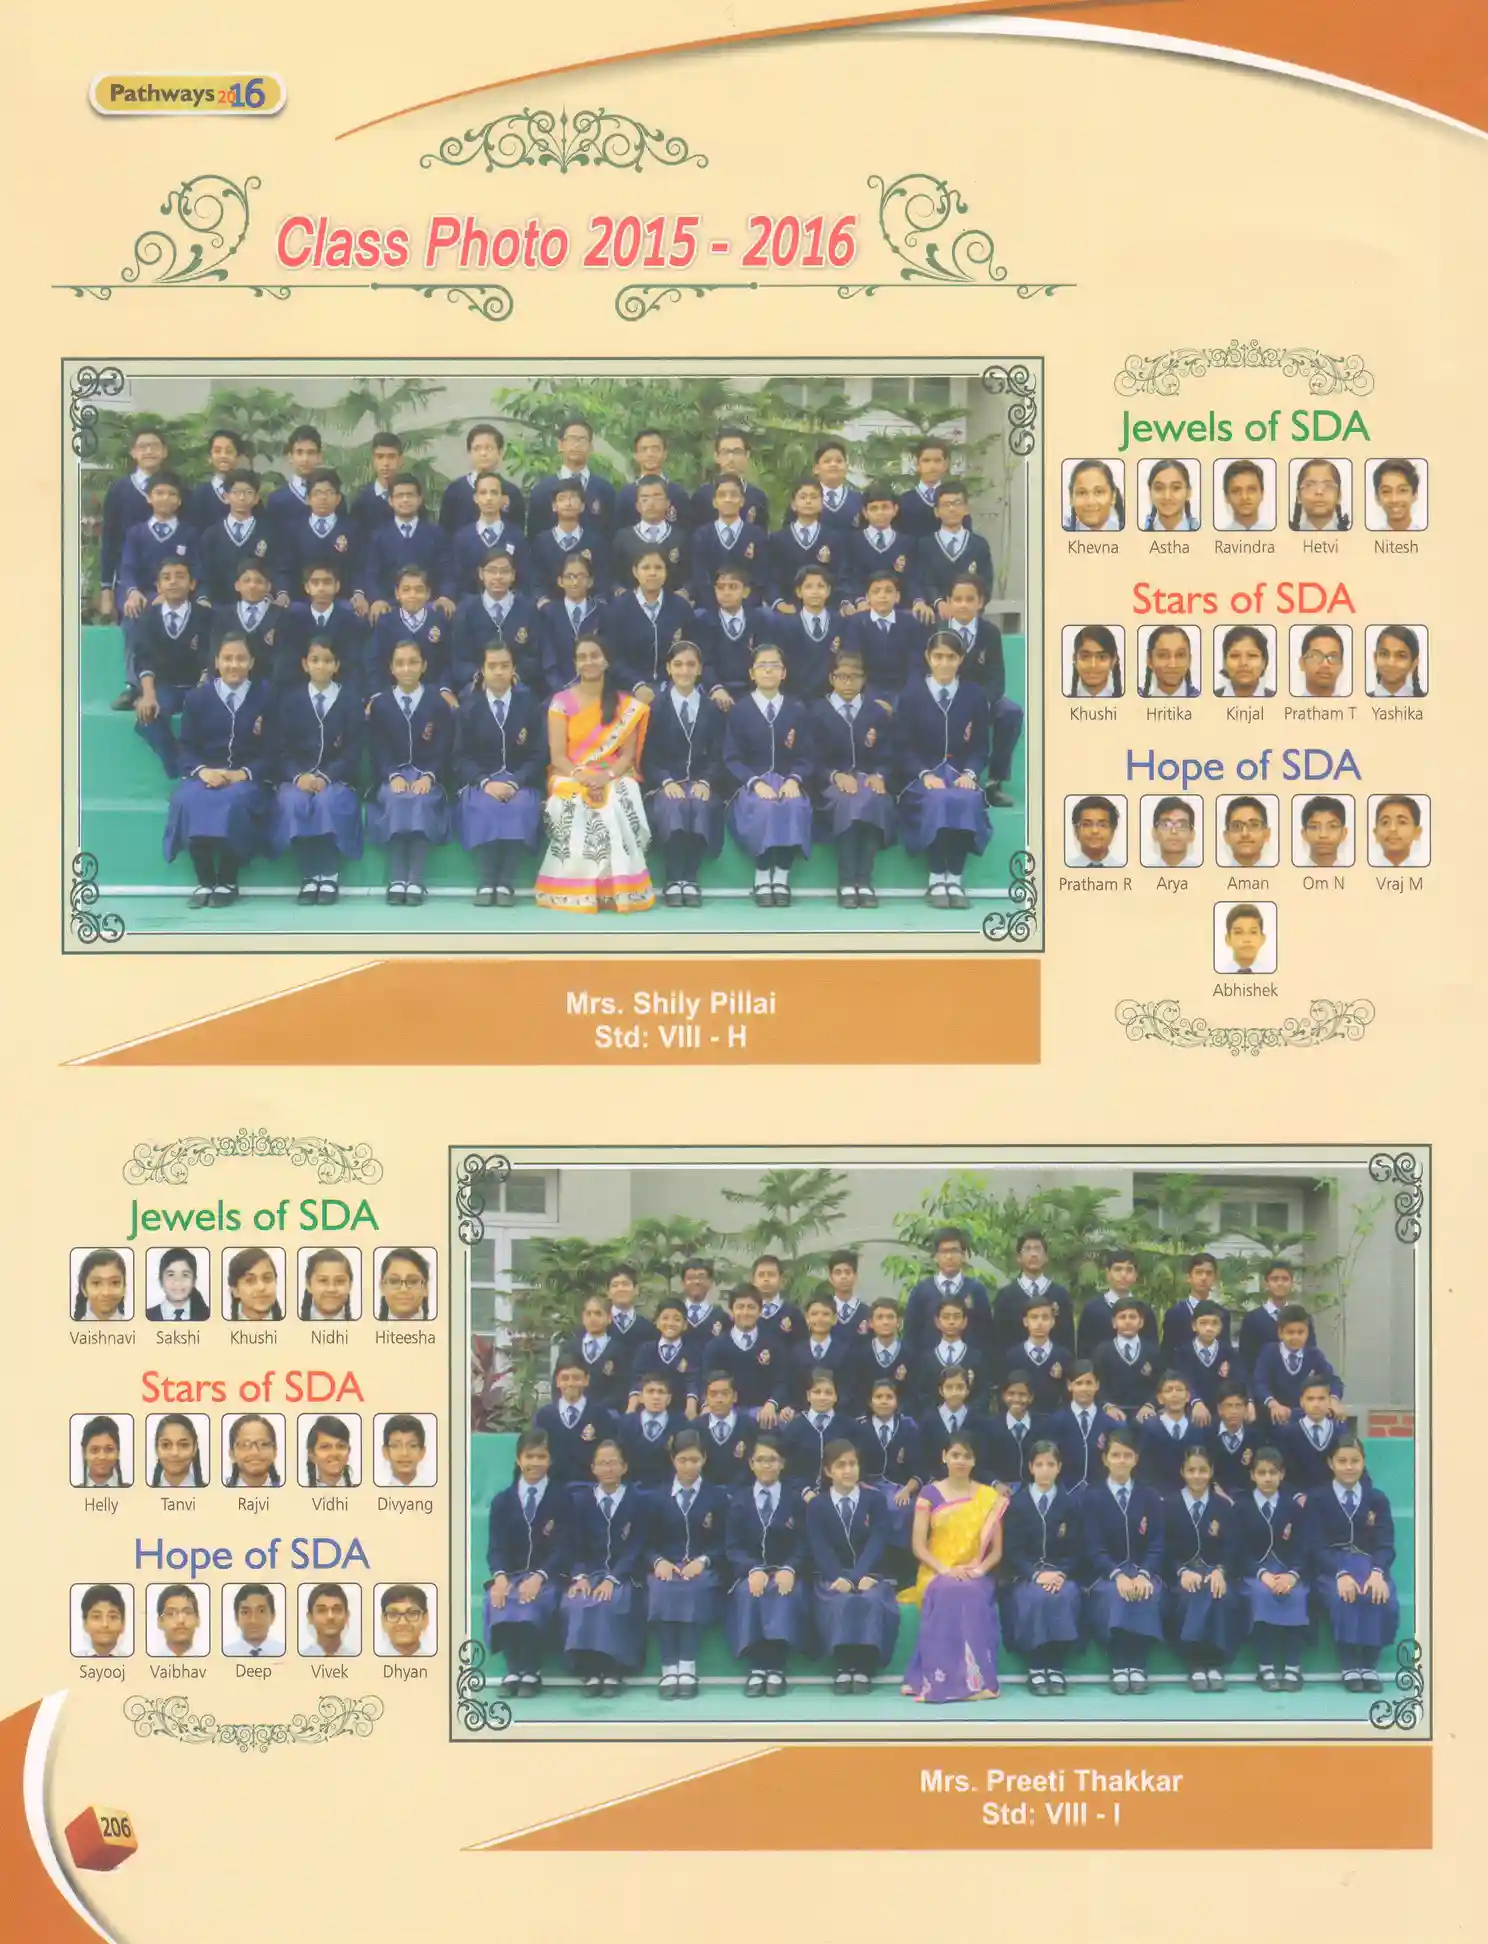 Pathways 2016
Class Photo 2015 - 2016
Jewels of SDA
Khevna Astha Ravindra Hetvi Nitesh
Stars of SDA
Khushi Hritika Kinjal Pratham T Yashika
Hope of SDA
Pratham R Arya Aman Om N Vraj M
Abhishek
Mrs. Shily Pillai
Std: VIII - H
Jewels of SDA
Vaishnavi Sakshi Khushi Nidhi Hiteesha
Stars of SDA
Helly Tanvi Rajvi Vidhi Divyang
Hope of SDA
Sayooj Vaibhav Deep Vivek Dhyan
Mrs. Preeti Thakkar
Std: VIII - I
206